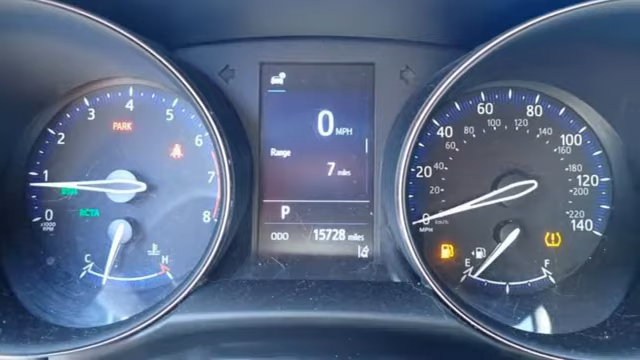 PARK
4
3
5
2
6
1
7
0
8
x1000
RPM
RCTA
C
H
0 MPH
Range
7 miles
P
ODO 15728 miles
60
80
40
100
20
120
0
140
80
100
120
140
60
160
40
180
20
200
220
km/h
MPH
E
F